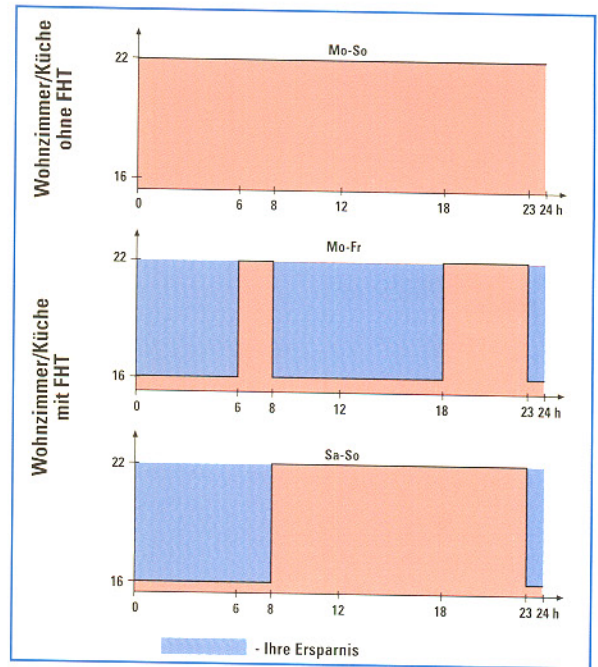 Wohnzimmer/Küche
ohne FHT
Mo-So
22
16
0 6 8 12 18 23 24 h
Wohnzimmer/Küche
mit FHT
Mo-Fr
22
16
0 6 8 12 18 23 24 h
Sa-So
22
16
0 6 8 12 18 23 24 h
- Ihre Ersparnis